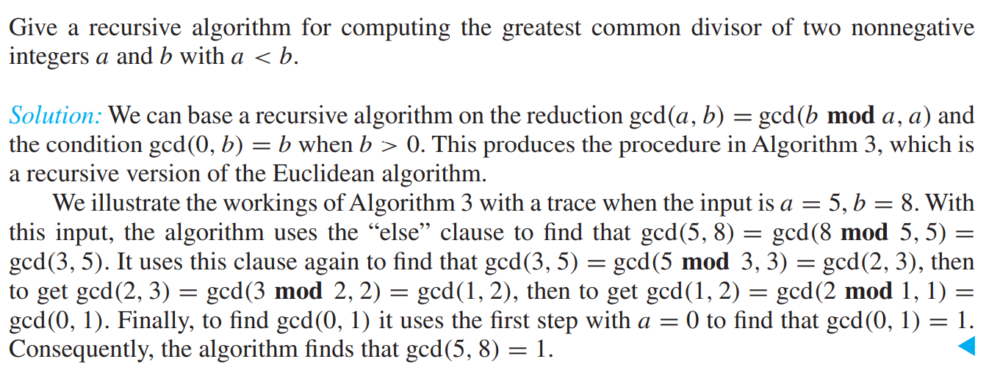 Give a recursive algorithm for computing the greatest common divisor of two nonnegative
integers a and b with a < b.
Solution: We can base a recursive algorithm on the reduction gcd(a, b) = gcd(b mod a, a) and
the condition gcd(0, b) = b when b > 0. This produces the procedure in Algorithm 3, which is
a recursive version of the Euclidean algorithm.
We illustrate the workings of Algorithm 3 with a trace when the input is a = 5, b = 8. With
this input, the algorithm uses the “else” clause to find that gcd(5, 8) = gcd(8 mod 5, 5) =
gcd(3, 5). It uses this clause again to find that gcd(3, 5) = gcd(5 mod 3, 3) = gcd(2, 3), then
to get gcd(2, 3) = gcd(3 mod 2, 2) = gcd(1, 2), then to get gcd(1, 2) = gcd(2 mod 1, 1) =
gcd(0, 1). Finally, to find gcd(0, 1) it uses the first step with a = 0 to find that gcd(0, 1) = 1.
Consequently, the algorithm finds that gcd(5, 8) = 1.